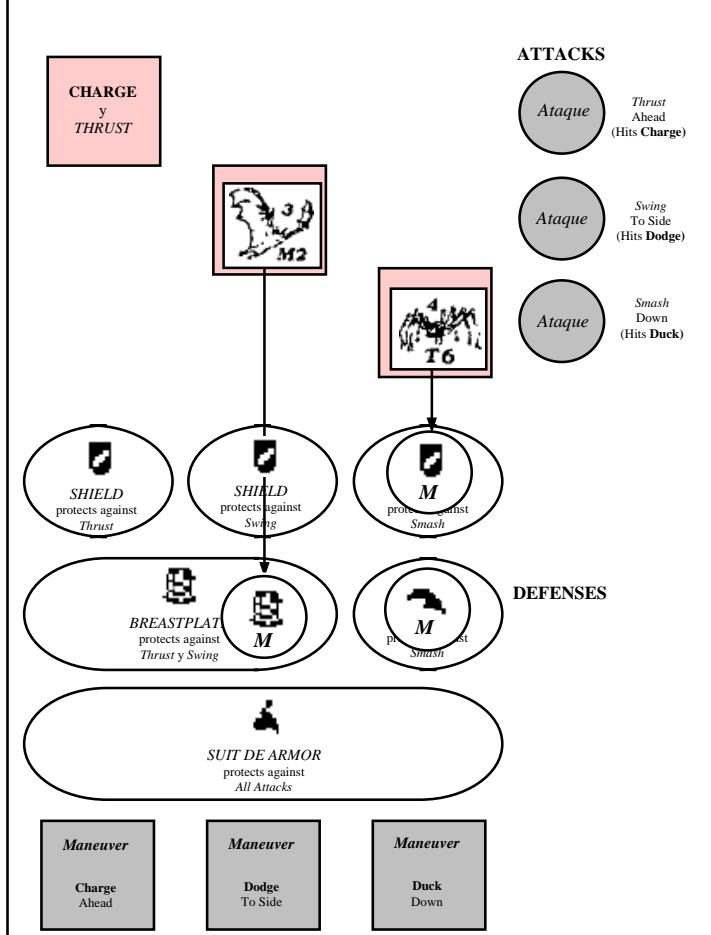 ATTACKS
CHARGE
y
THRUST
Ataque
Thrust
Ahead
(Hits Charge)
3
M2
Ataque
Swing
To Side
(Hits Dodge)
4
T6
Ataque
Smash
Down
(Hits Duck)
SHIELD
protects against
Thrust
SHIELD
protects against
Swing
M
Smash
BREASTPLAT
protects against
Thrust y Swing
M
M
Smash
DEFENSES
SUIT DE ARMOR
protects against
All Attacks
Maneuver
Charge
Ahead
Maneuver
Dodge
To Side
Maneuver
Duck
Down